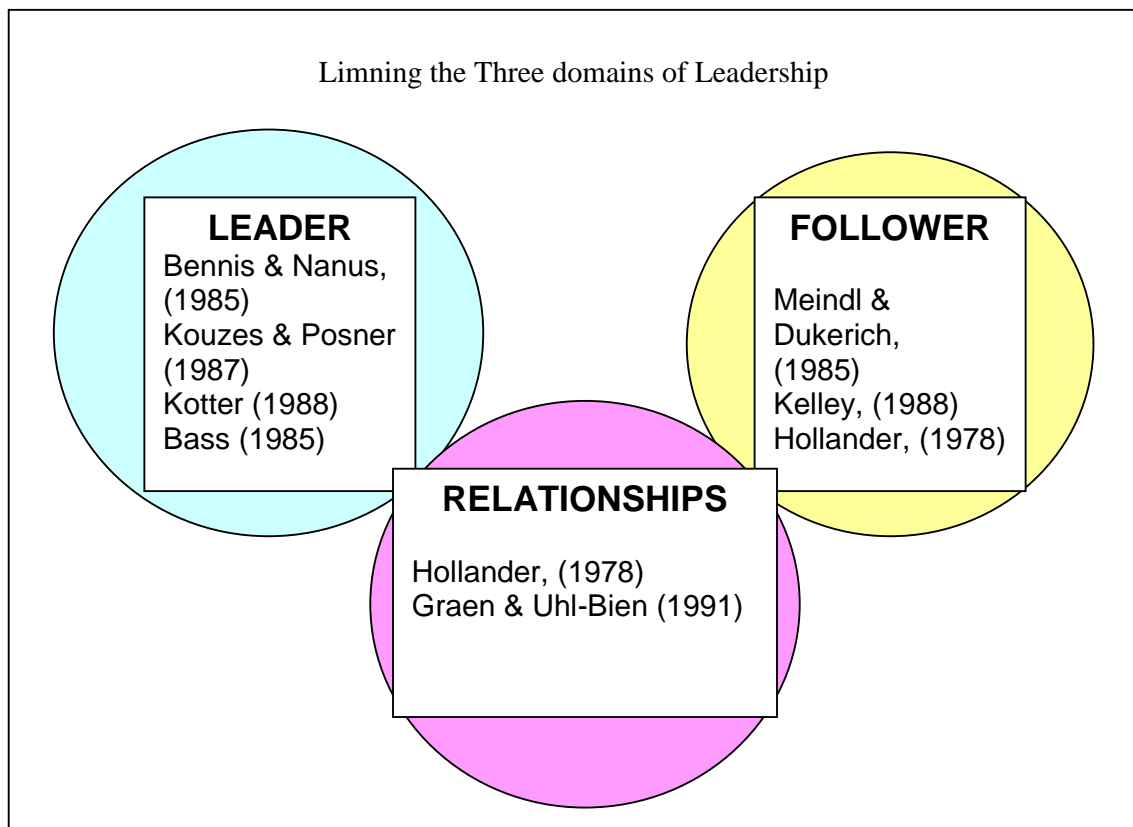 Limning the Three domains of Leadership
LEADER
Bennis & Nanus,
(1985)
Kouzes & Posner
(1987)
Kotter (1988)
Bass (1985)
FOLLOWER
Meindl &
Dukerich,
(1985)
Kelley, (1988)
Hollander, (1978)
RELATIONSHIPS
Hollander, (1978)
Graen & Uhl-Bien (1991)